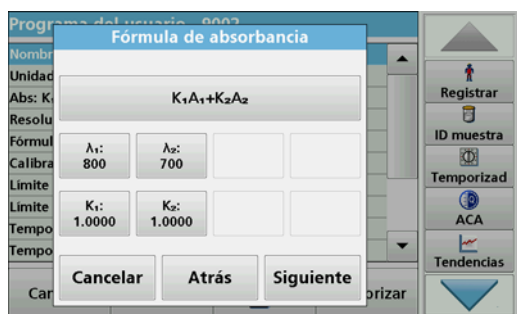 Programa del usuario 9002
Fórmula de absorbancia
Nombr
Unidad
Abs: K₁
Resolu
Fórmul
Calibra
Límite
Límite
Tempo
Tempo
K₁A₁+K₂A₂
λ₁:
800
λ₂:
700
K₁:
1.0000
K₂:
1.0000
Cancelar
Atrás
Siguiente
Car
orizar
Registrar
ID muestra
Temporizad
ACA
Tendencias